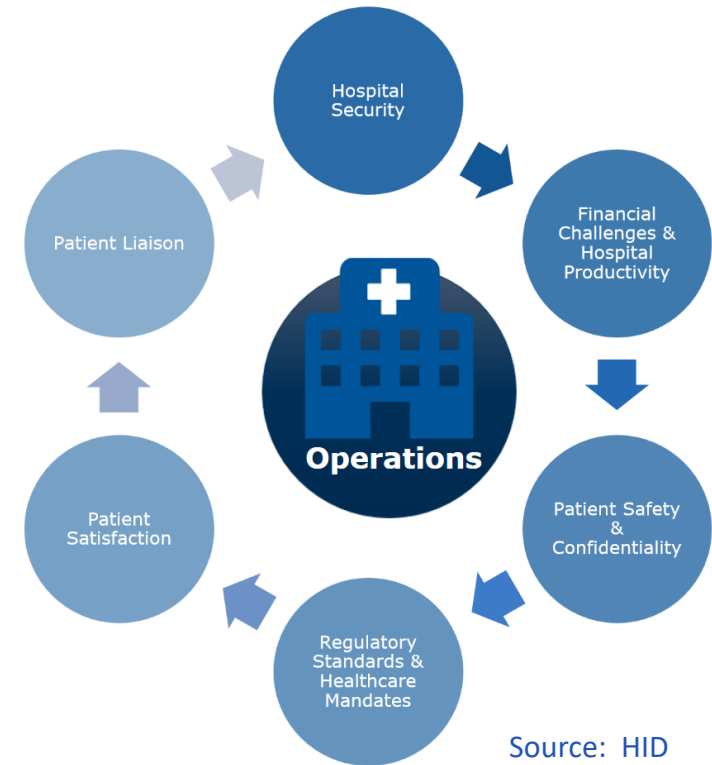 Hospital
Security
Financial
Challenges &
Hospital
Productivity
Patient Safety
&
Confidentiality
Regulatory
Standards &
Healthcare
Mandates
Patient
Satisfaction
Patient Liaison
Operations
Source: HID